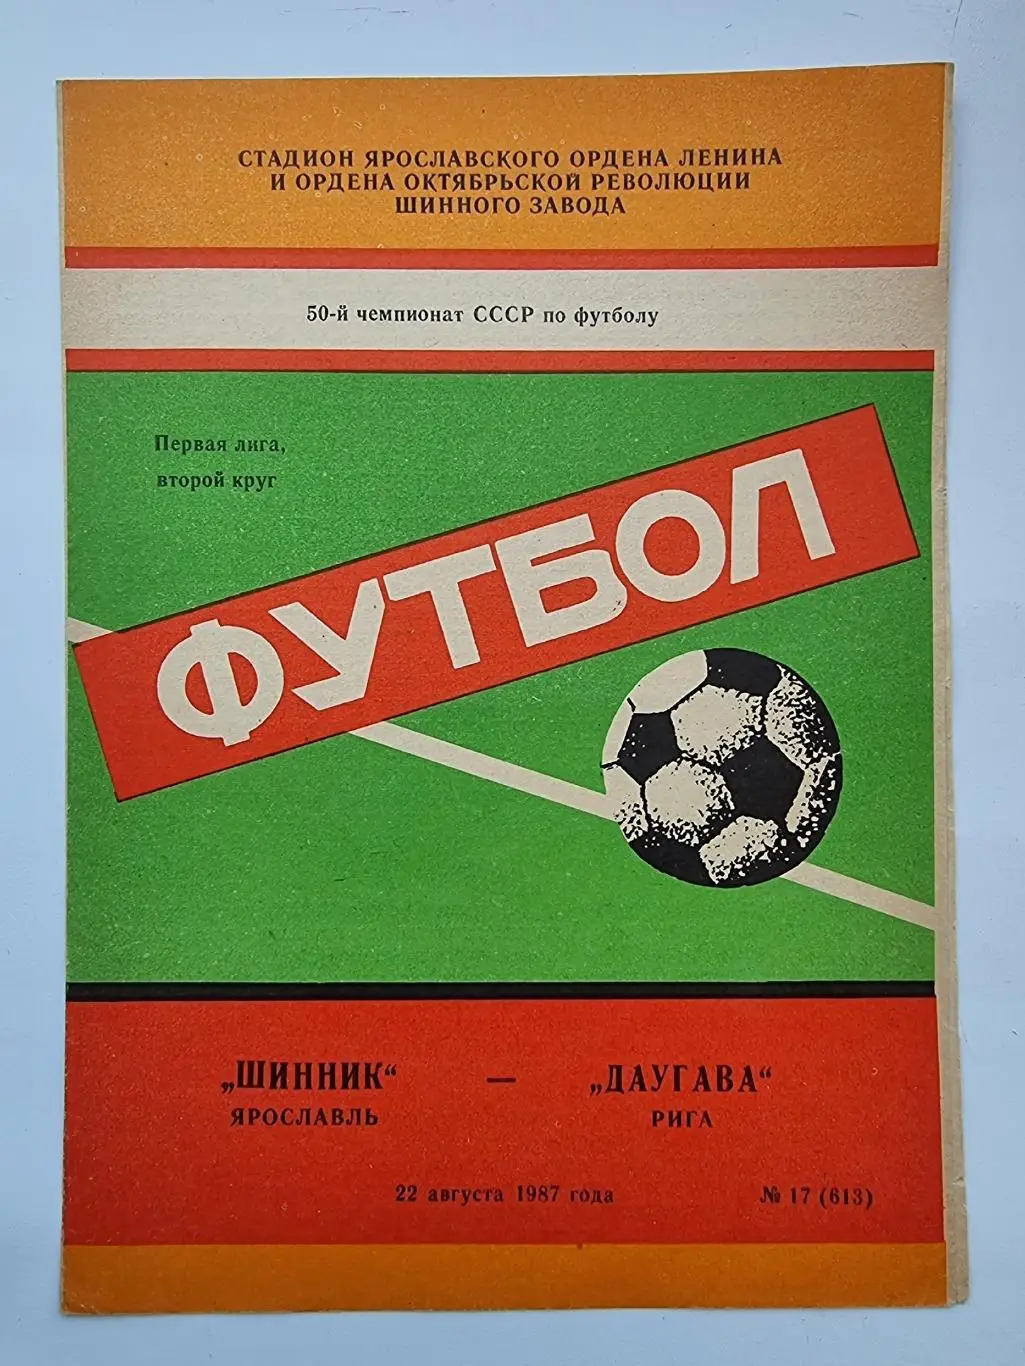 СТАДИОН ЯРОСЛАВСКОГО ОРДЕНА ЛЕНИНА
И ОРДЕНА ОКТЯБРЬСКОЙ РЕВОЛЮЦИИ
ШИННОГО ЗАВОДА
50-й чемпионат СССР по футболу
Первая лига,
второй круг
ФУТБОЛ
„ШИННИК“ — „ДАУГАВА“
ЯРОСЛАВЛЬ РИГА
22 августа 1987 года № 17 (613)